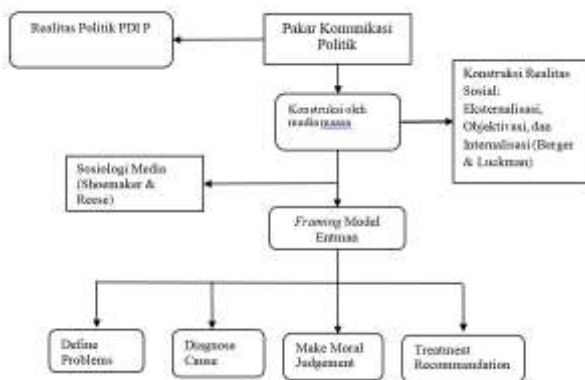 Realitas Politik PDI P
Pakar Komunikasi
Politik
Konstruksi oleh
media massa
Konstruksi Realitas
Sosial:
Eksternalisasi,
Objektivasi, dan
Internalisasi (Berger
& Luckman)
Sosiologi Media
(Shoemaker &
Reese)
Framing Model
Entman
Define
Problems
Diagnose
Cause
Make Moral
Judgement
Treatment
Recommendation